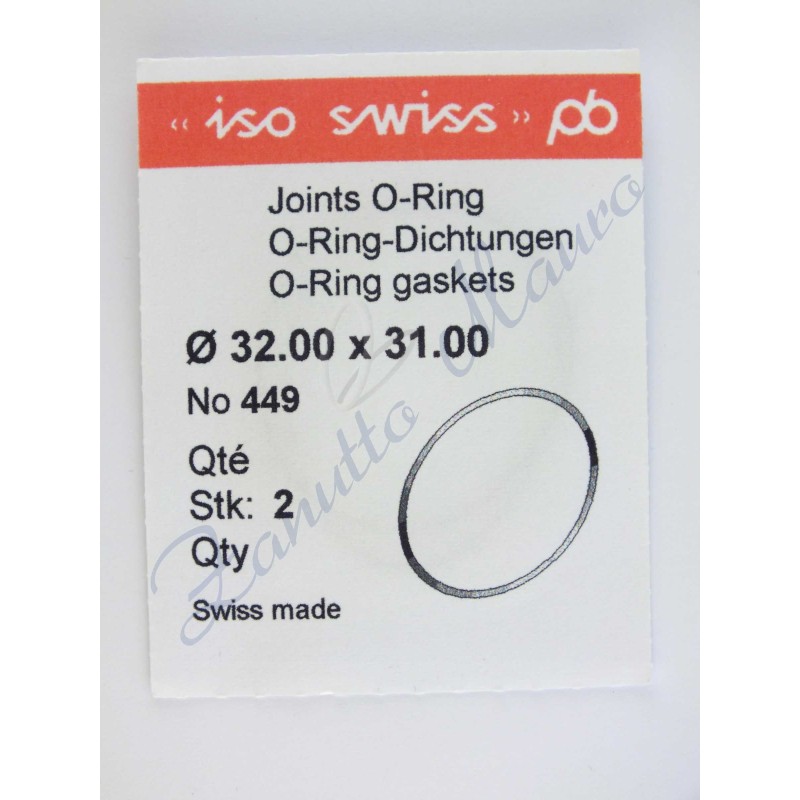 ‹‹ iso swiss ›› pb
Joints O-Ring
O-Ring-Dichtungen
O-Ring gaskets
Ø 32.00 x 31.00
No 449
Qté
Stk: 2
Qty
Swiss made
Zanutto Mauro